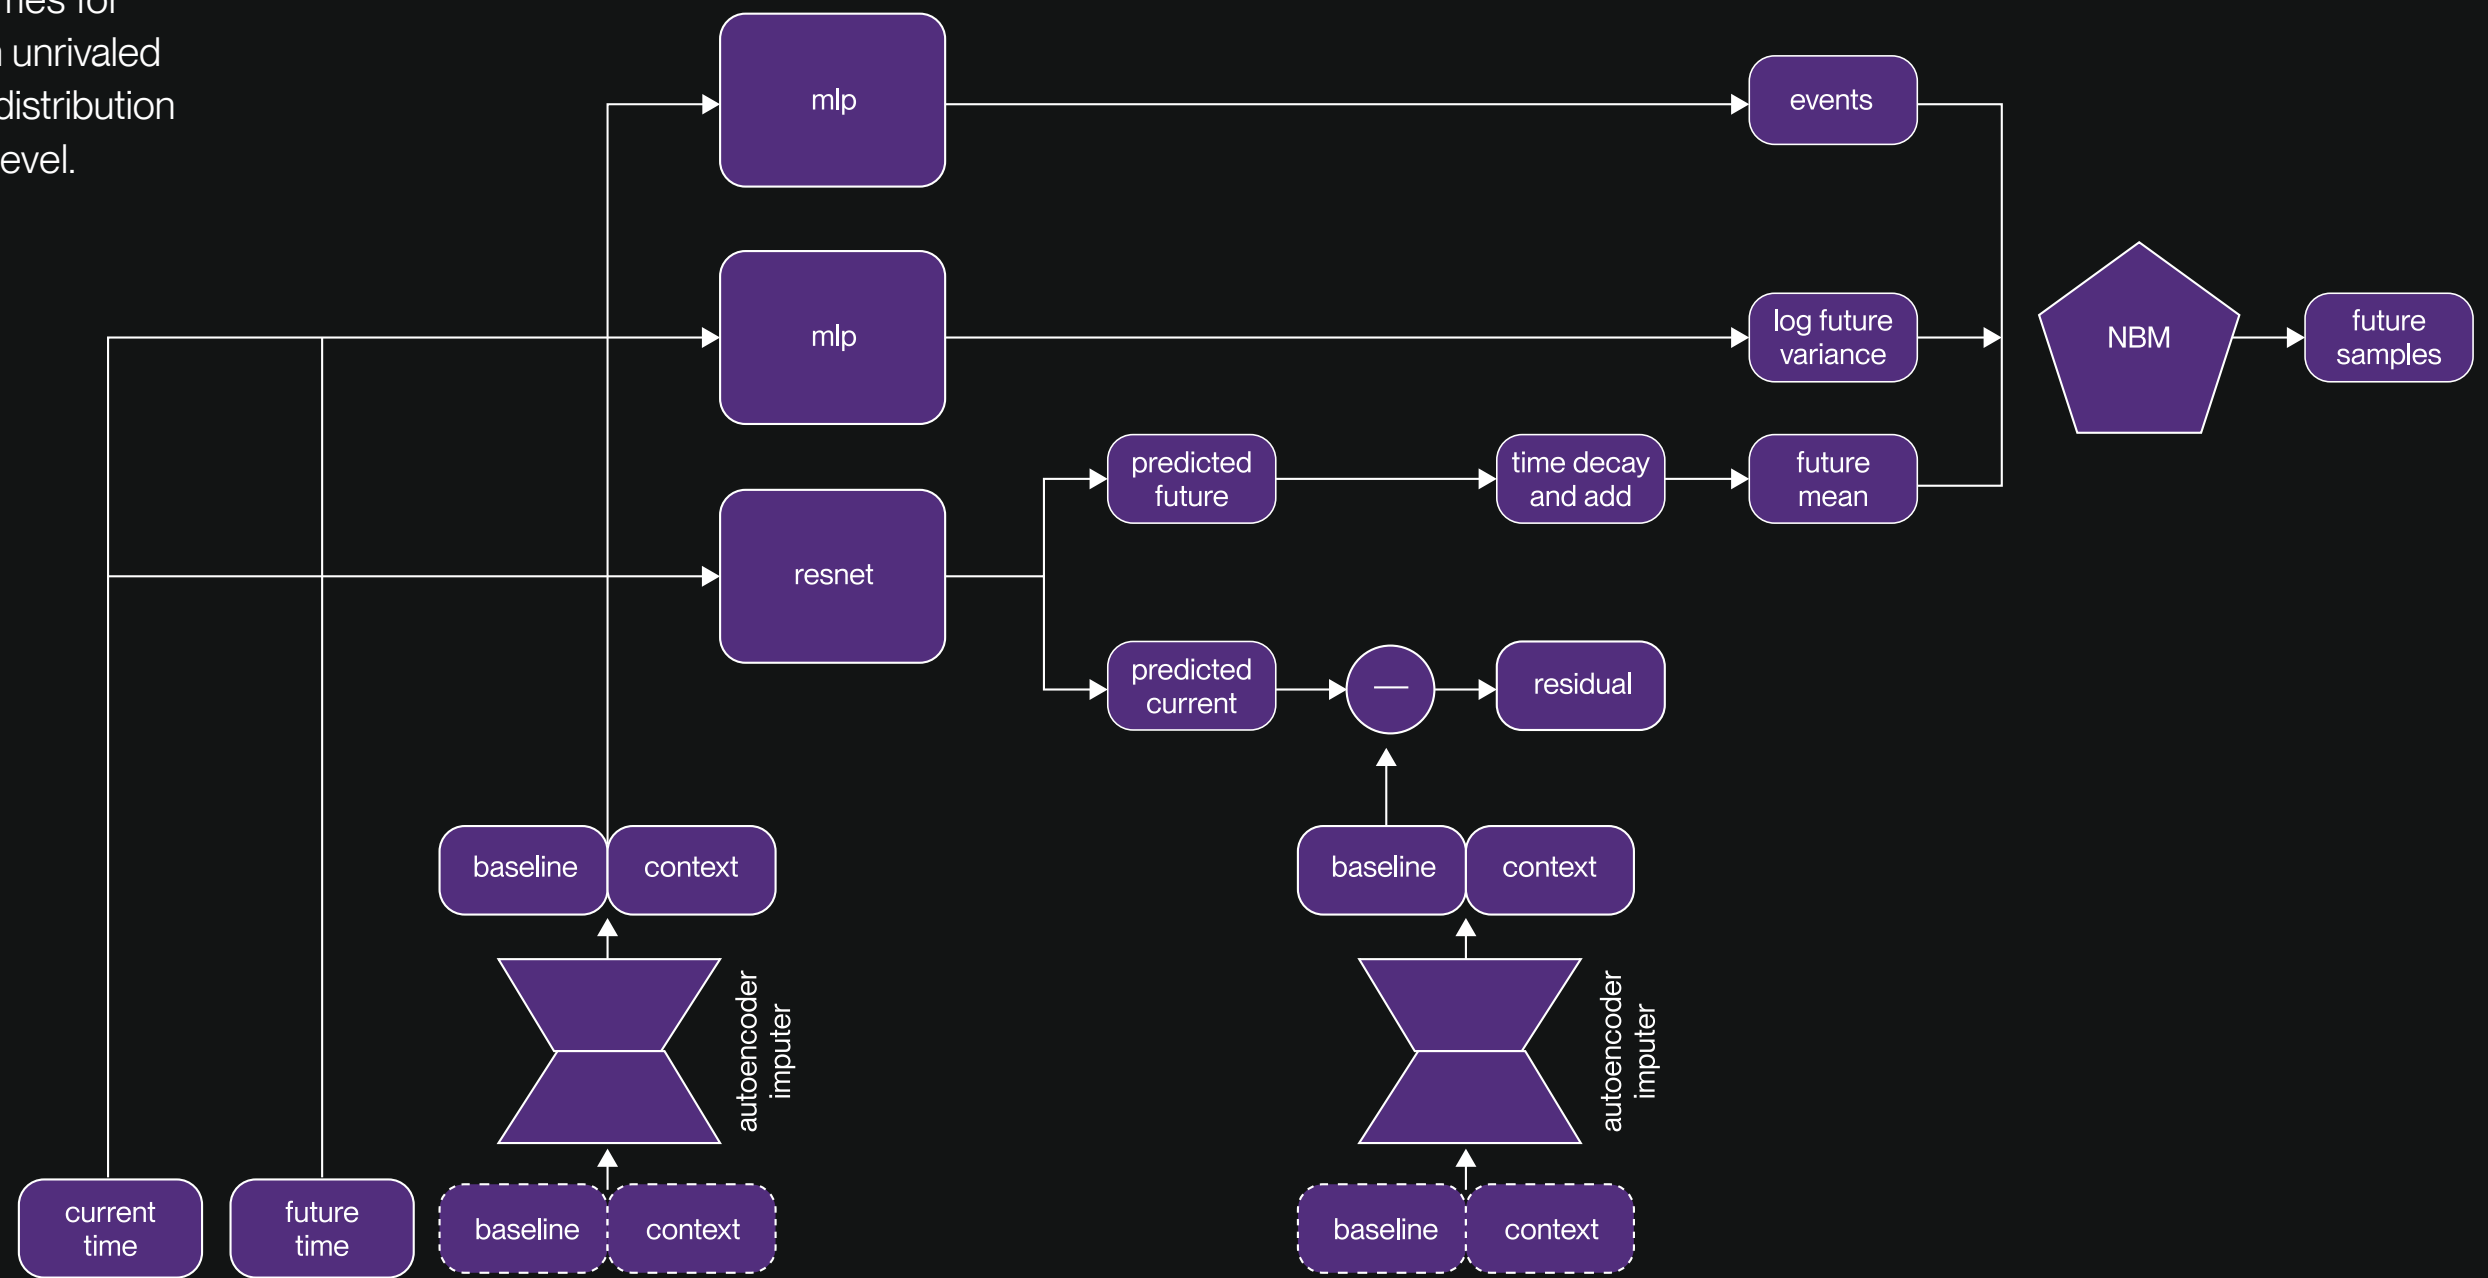 unrivaled
distribution
mlp
events
mlp
log future
variance
NBM
future
samples
predicted
future
time decay
and add
future
mean
resnet
predicted
current
—
residual
baseline
context
baseline
context
autoencoder
imputer
autoencoder
imputer
current
time
future
time
baseline
context
baseline
context